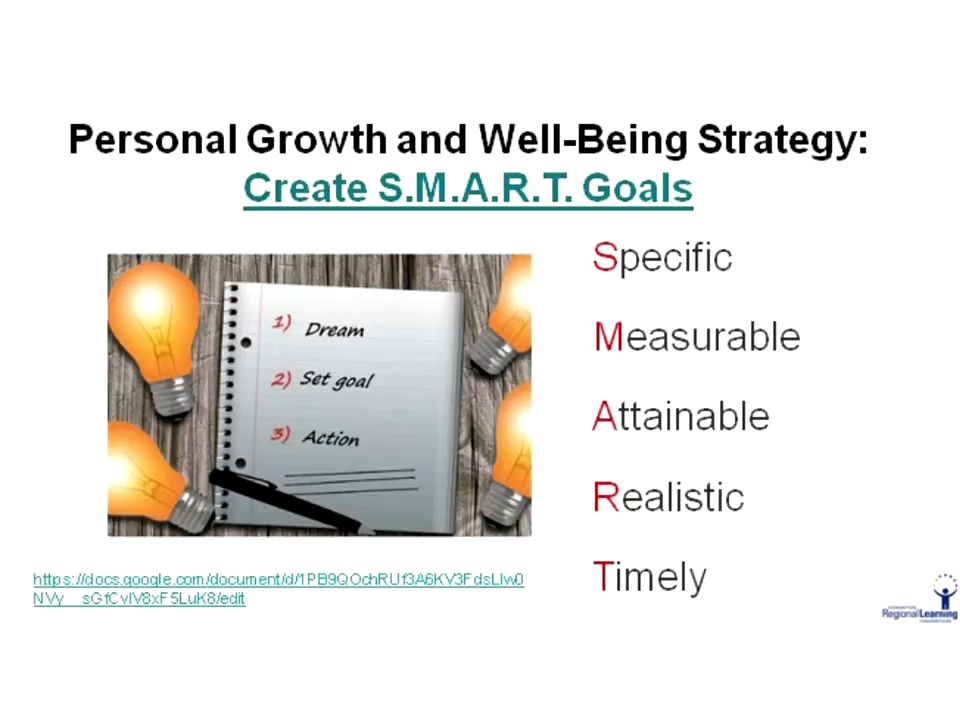 Personal Growth and Well-Being Strategy:
Create S.M.A.R.T. Goals
Specific
Measurable
Attainable
Realistic
Timely
1) Dream
2) Set goal
3) Action
Regional Learning